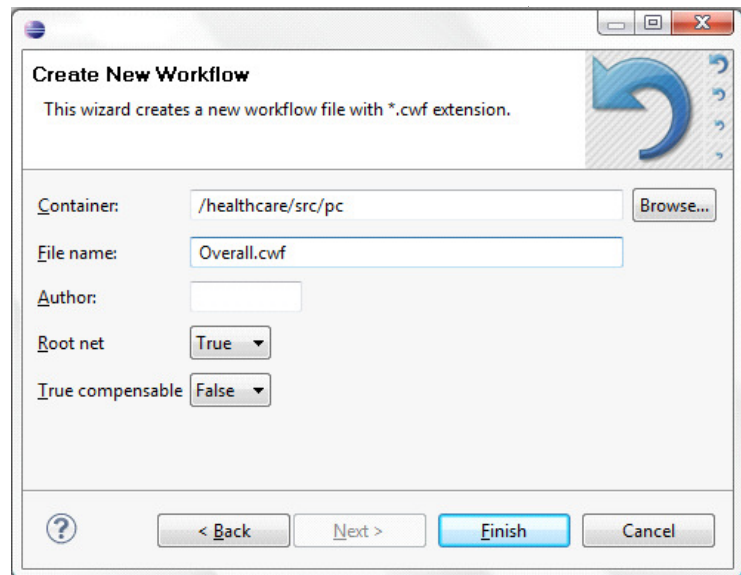 Create New Workflow
This wizard creates a new workflow file with *.cwf extension.
Container: /healthcare/src/pc Browse...
File name: Overall.cwf
Author:
Root net True
True compensable False
? < Back Next > Finish Cancel